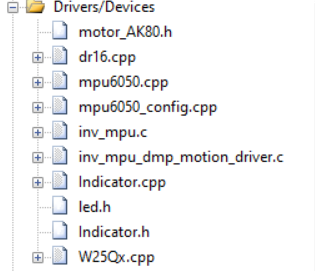 Drivers/Devices
motor_AK80.h
dr16.cpp
mpu6050.cpp
mpu6050_config.cpp
inv_mpu.c
inv_mpu_dmp_motion_driver.c
Indicator.cpp
led.h
Indicator.h
W25Qx.cpp